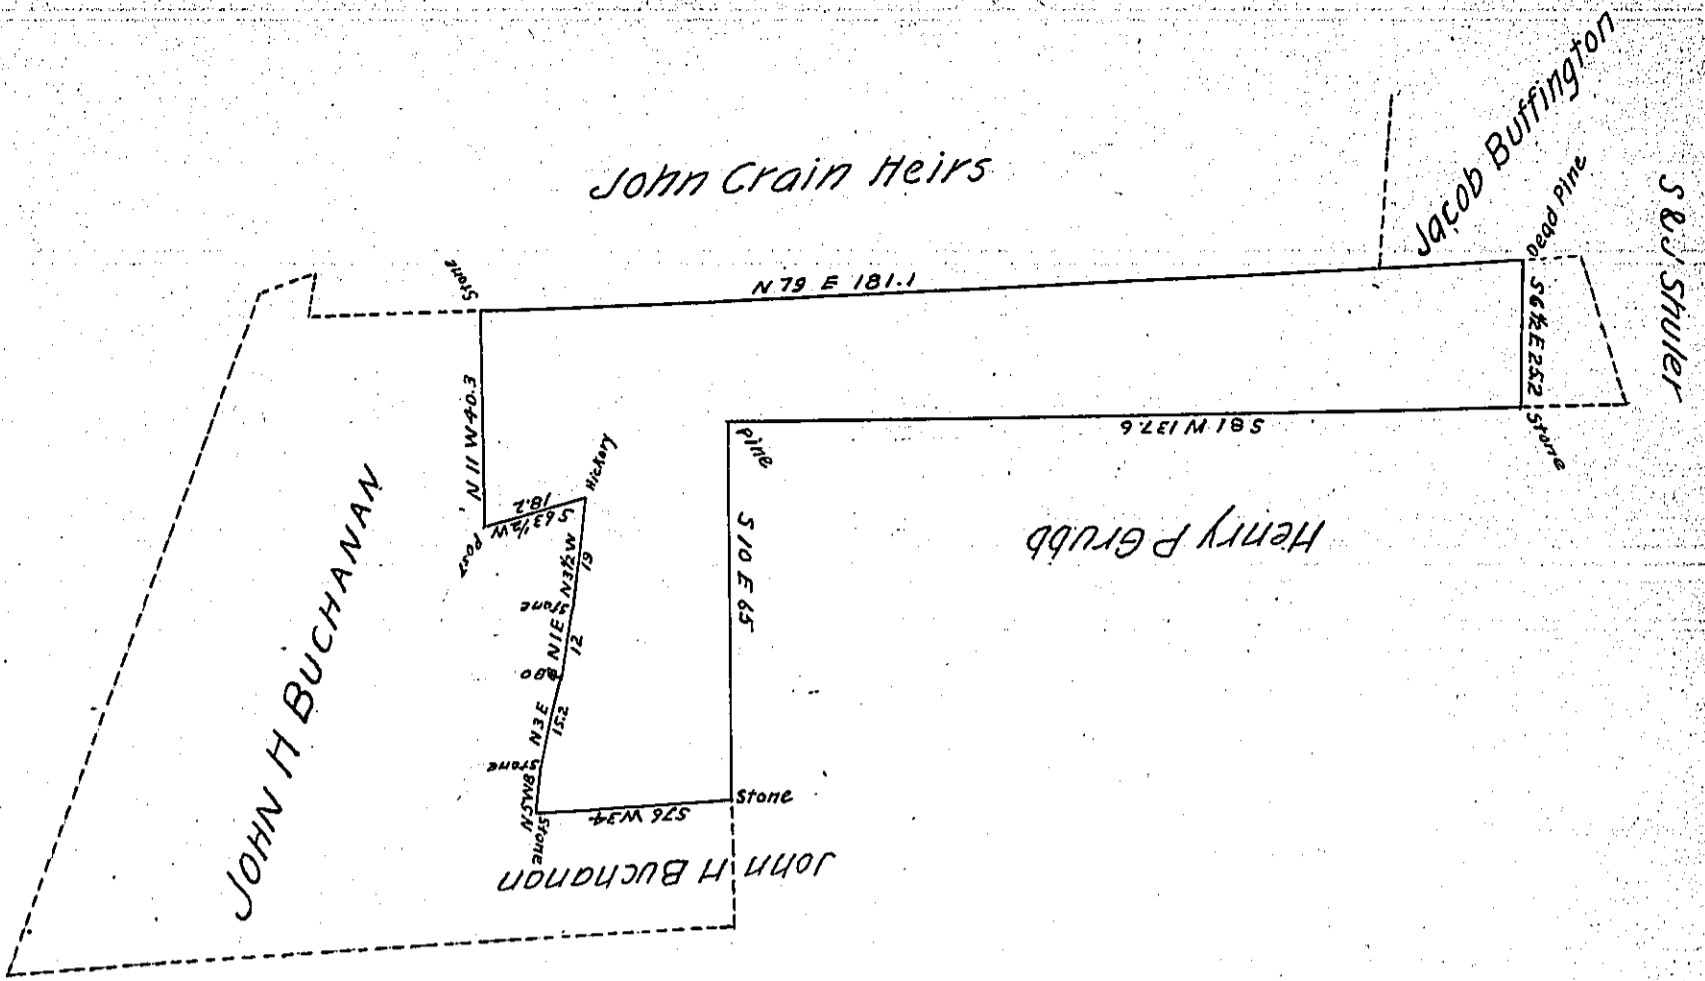 John Crain Heirs
Jacob Buffington
S & J Shuler
Dead Pine
Stone
N 79 E 181.1
S 6½ E 25.2
Stone
S 81 W 137.6
Pine
Henry P Grubb
S 10 E 65
Stone
S 76 W 34
John H Buchanan
Stone
N 5 W 8
Stone
N 3 E
15.2
N 1 E
12
Stone
N 3½ W
19
Hickory
S 63½ W
18.2
Post
N 11 W 40.3
JOHN H BUCHANAN